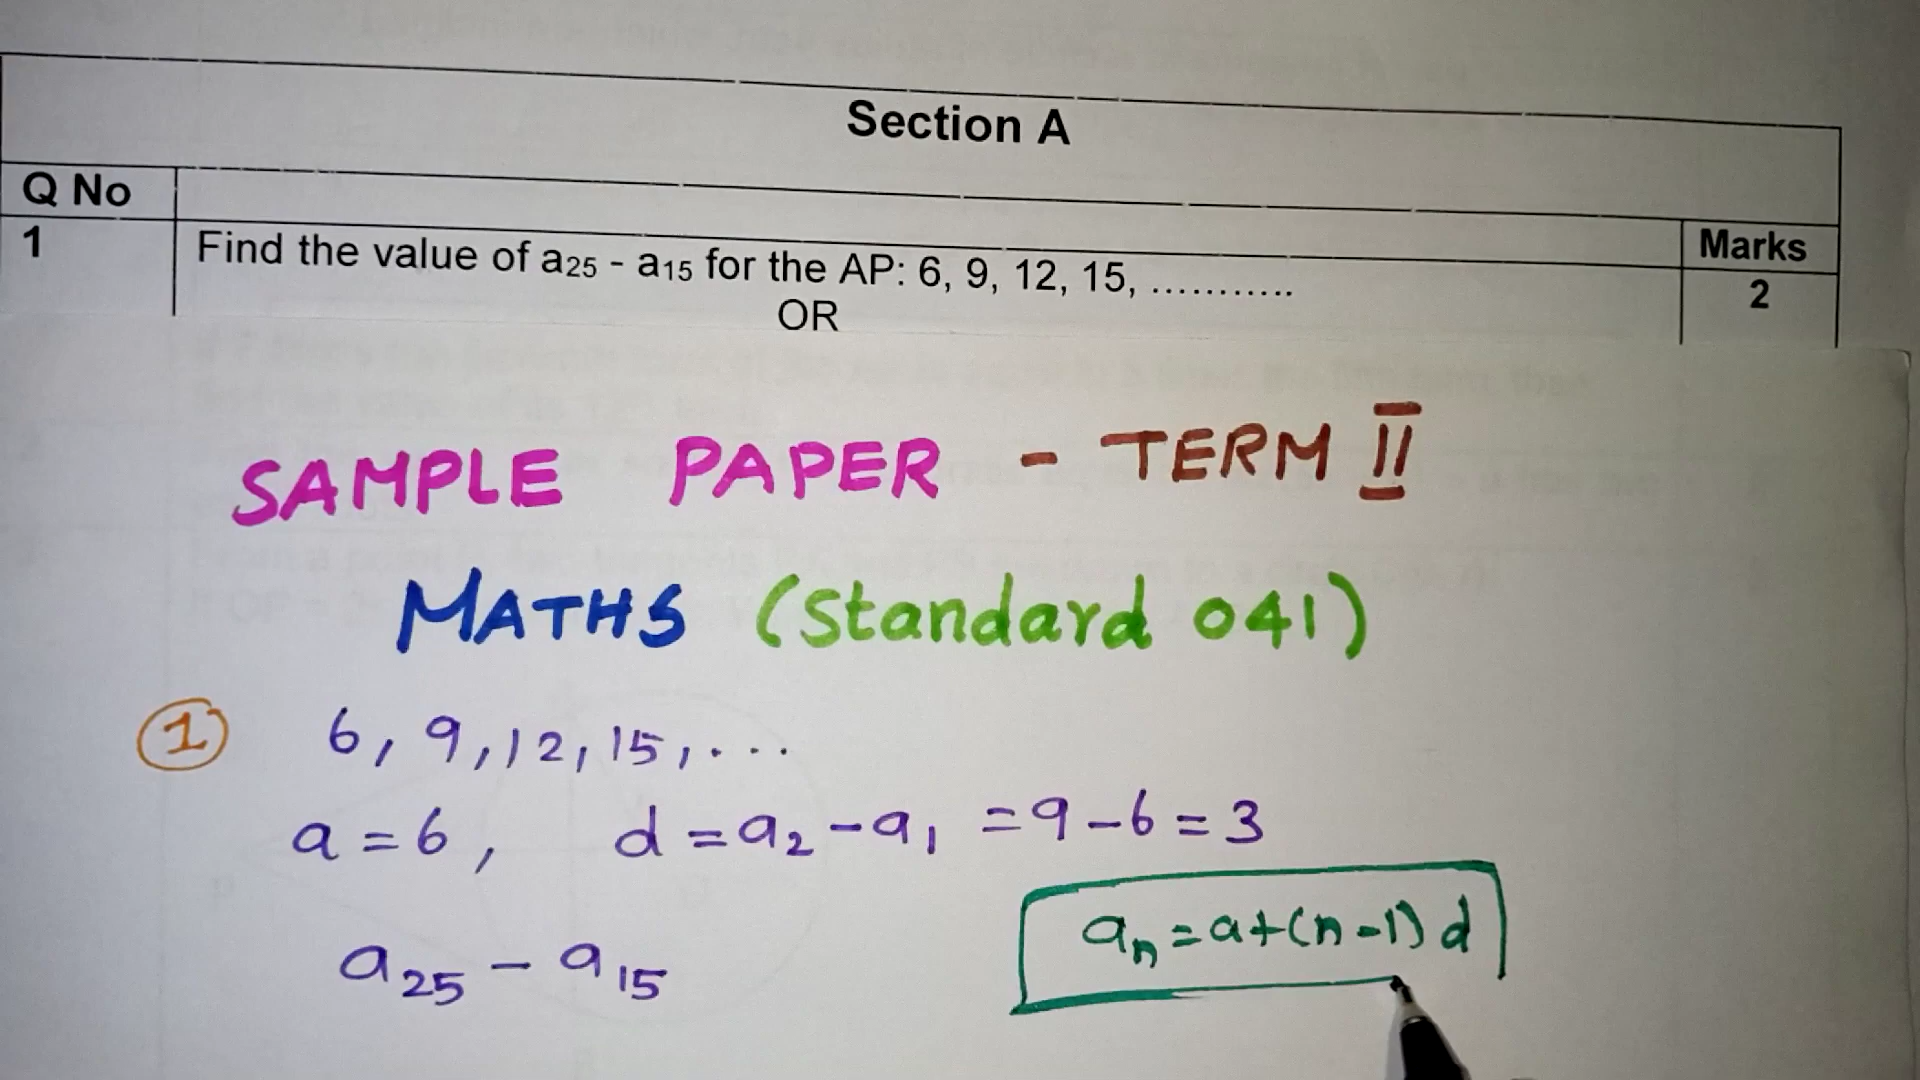 Section A
Q No
Marks
1 Find the value of a25 - a15 for the AP: 6, 9, 12, 15, ...........
2
OR
SAMPLE PAPER - TERM II
MATHS (Standard 041)
1 6, 9, 12, 15, ...
a = 6, d = a2 - a1 = 9 - 6 = 3
an = a + (n - 1) d
a25 - a15